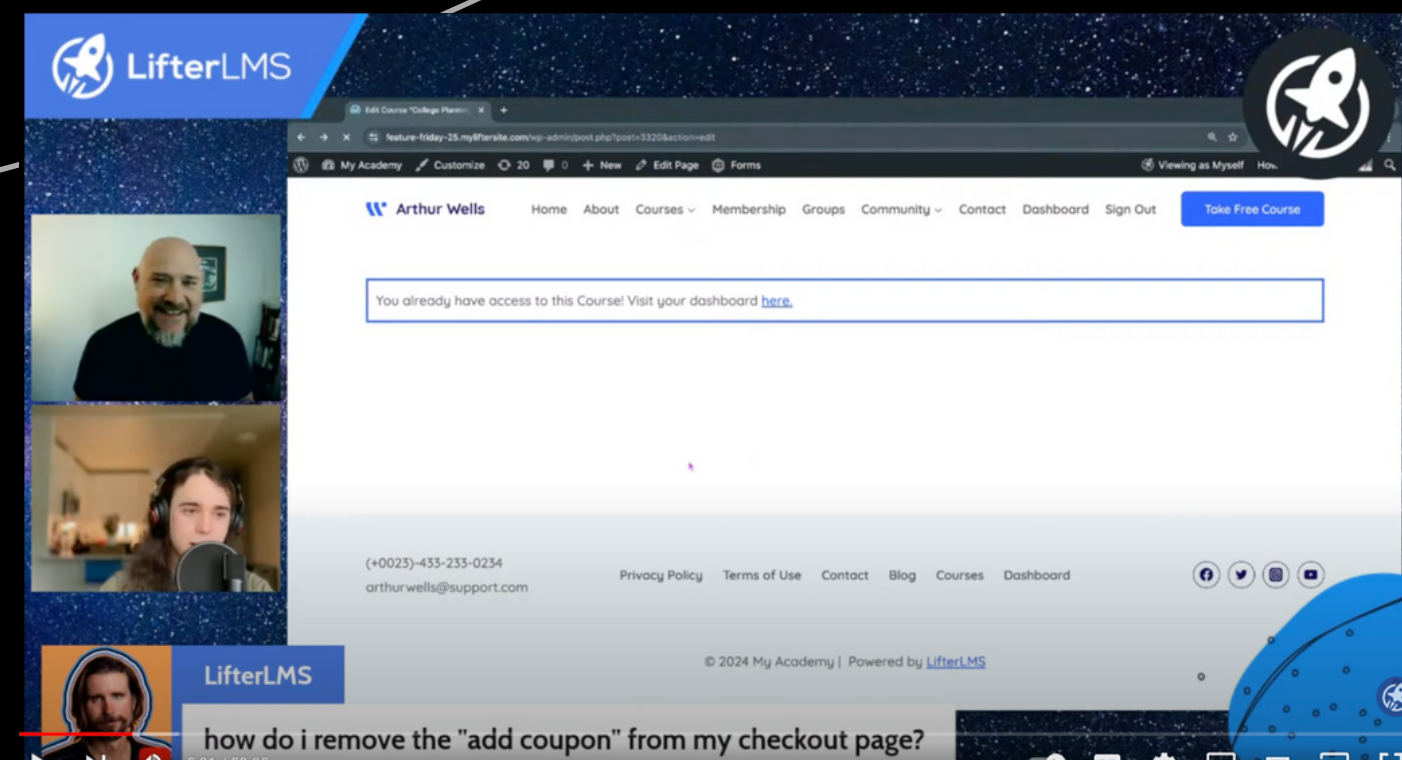 LifterLMS
Edit Course "College Plannin
feature-friday-25.myliftersite.com/wp-admin/post.php?post=3320&action=edit
My Academy Customize 20 0 New Edit Page Forms Viewing as Myself
Arthur Wells Home About Courses Membership Groups Community Contact Dashboard Sign Out Take Free Course
You already have access to this Course! Visit your dashboard here.
(+0023)-433-233-0234
arthurwells@support.com
Privacy Policy Terms of Use Contact Blog Courses Dashboard
© 2024 My Academy | Powered by LifterLMS
LifterLMS
how do i remove the "add coupon" from my checkout page?